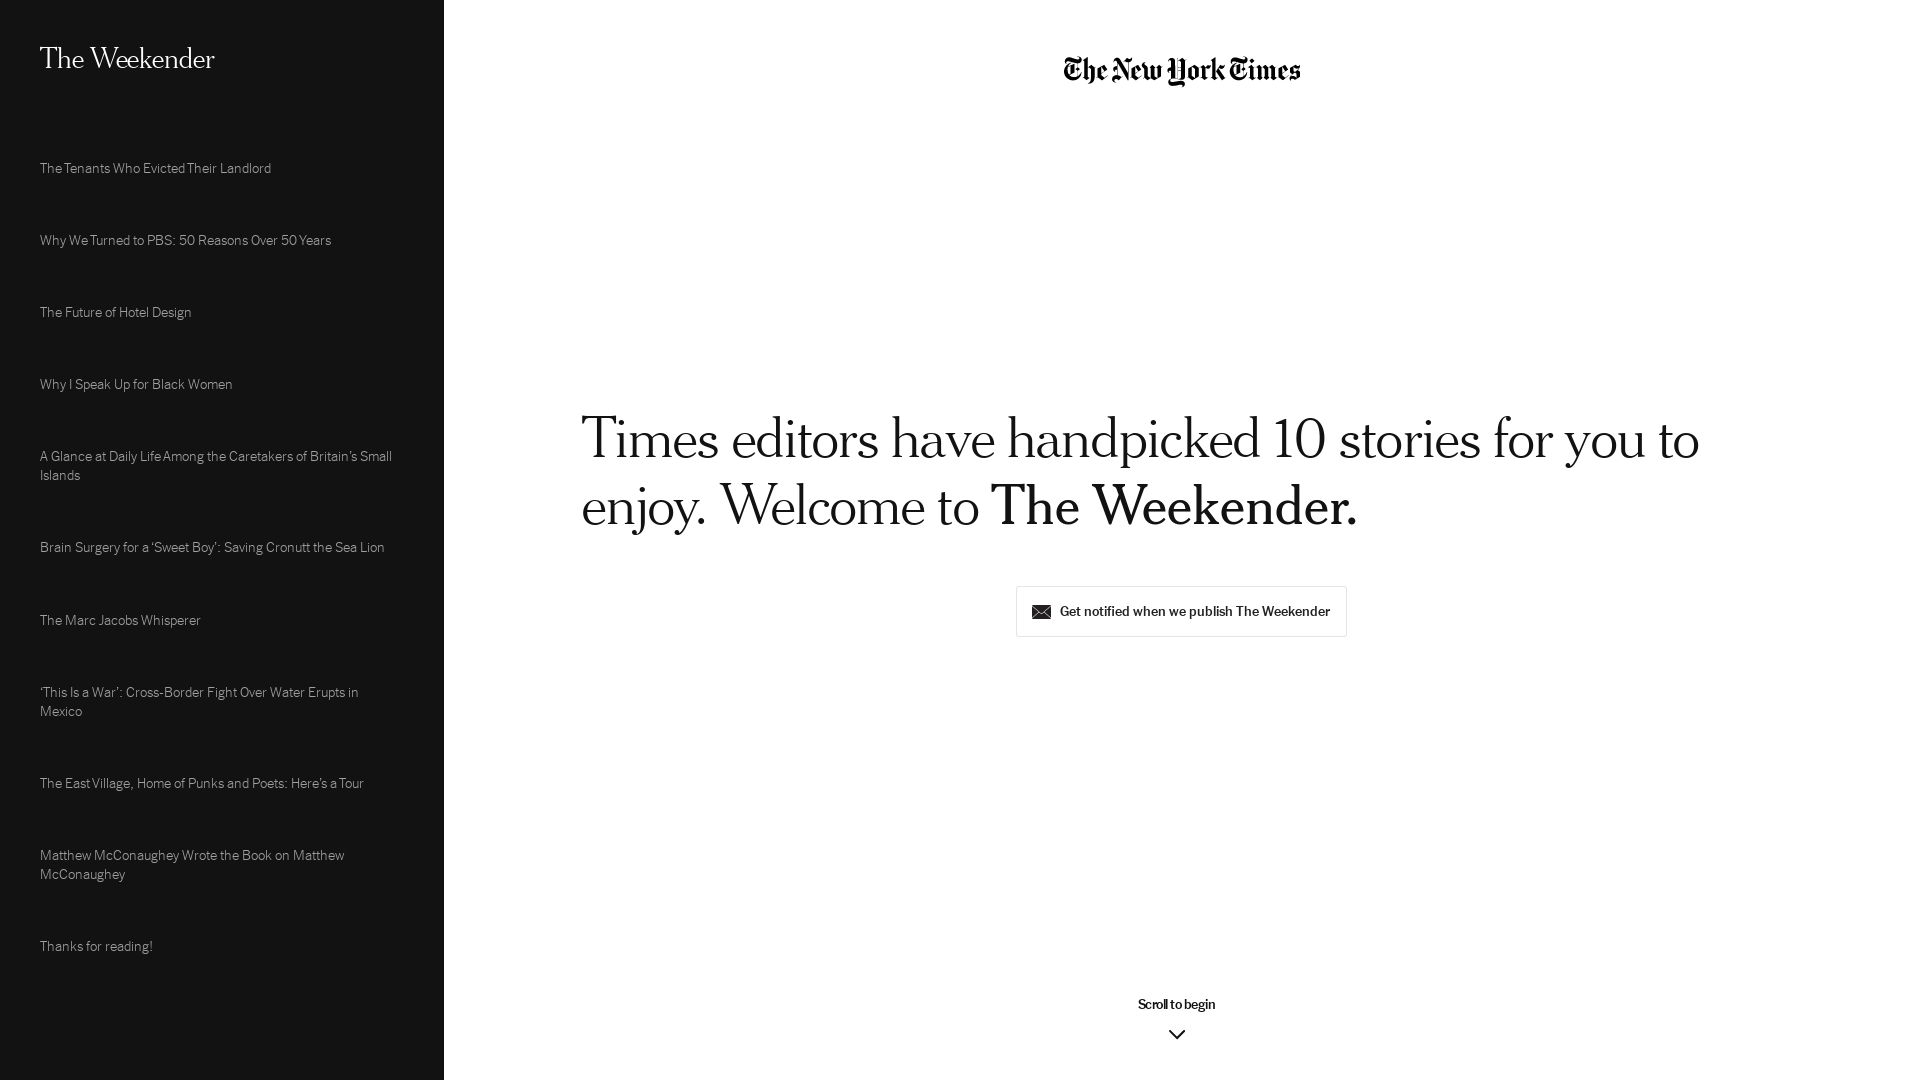 The Weekender
The Tenants Who Evicted Their Landlord
Why We Turned to PBS: 50 Reasons Over 50 Years
The Future of Hotel Design
Why I Speak Up for Black Women
A Glance at Daily Life Among the Caretakers of Britain’s Small
Islands
Brain Surgery for a ‘Sweet Boy’: Saving Cronutt the Sea Lion
The Marc Jacobs Whisperer
‘This Is a War’: Cross-Border Fight Over Water Erupts in
Mexico
The East Village, Home of Punks and Poets: Here’s a Tour
Matthew McConaughey Wrote the Book on Matthew
McConaughey
Thanks for reading!
The New York Times
Times editors have handpicked 10 stories for you to
enjoy. Welcome to The Weekender.
Get notified when we publish The Weekender
Scroll to begin